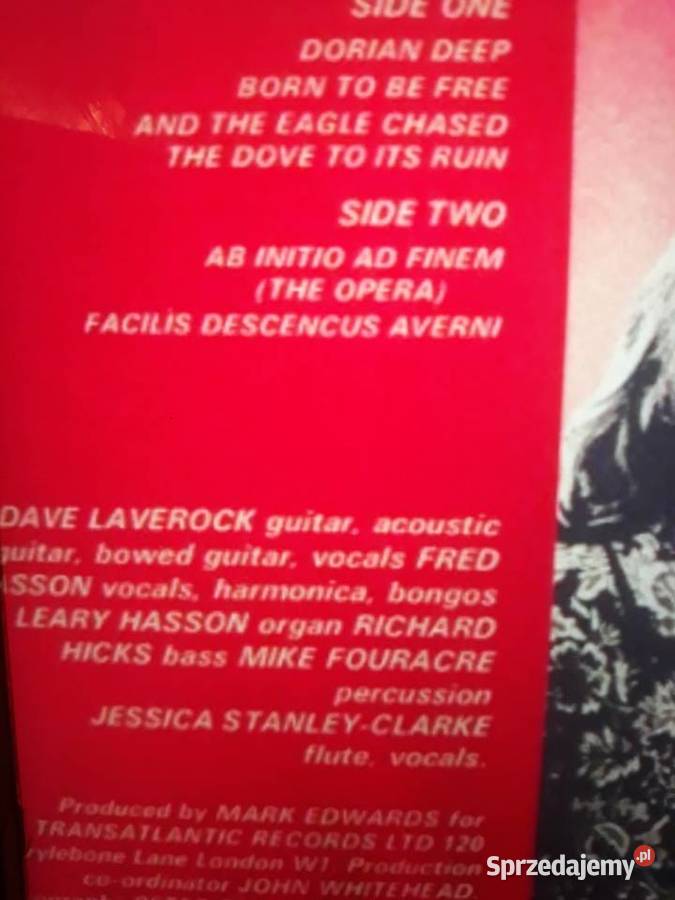 SIDE ONE
DORIAN DEEP
BORN TO BE FREE
AND THE EAGLE CHASED
THE DOVE TO ITS RUIN
SIDE TWO
AB INITIO AD FINEM
(THE OPERA)
FACILIS DESCENCUS AVERNI
DAVE LAVEROCK guitar, acoustic
guitar, bowed guitar, vocals FRED
ASSON vocals, harmonica, bongos
LEARY HASSON organ RICHARD
HICKS bass MIKE FOURACRE
percussion
JESSICA STANLEY-CLARKE
flute, vocals.
Produced by MARK EDWARDS for
TRANSATLANTIC RECORDS LTD 120
rylebone Lane London W1. Production
co-ordinator JOHN WHITEHEAD.
Sprzedajemy.pl